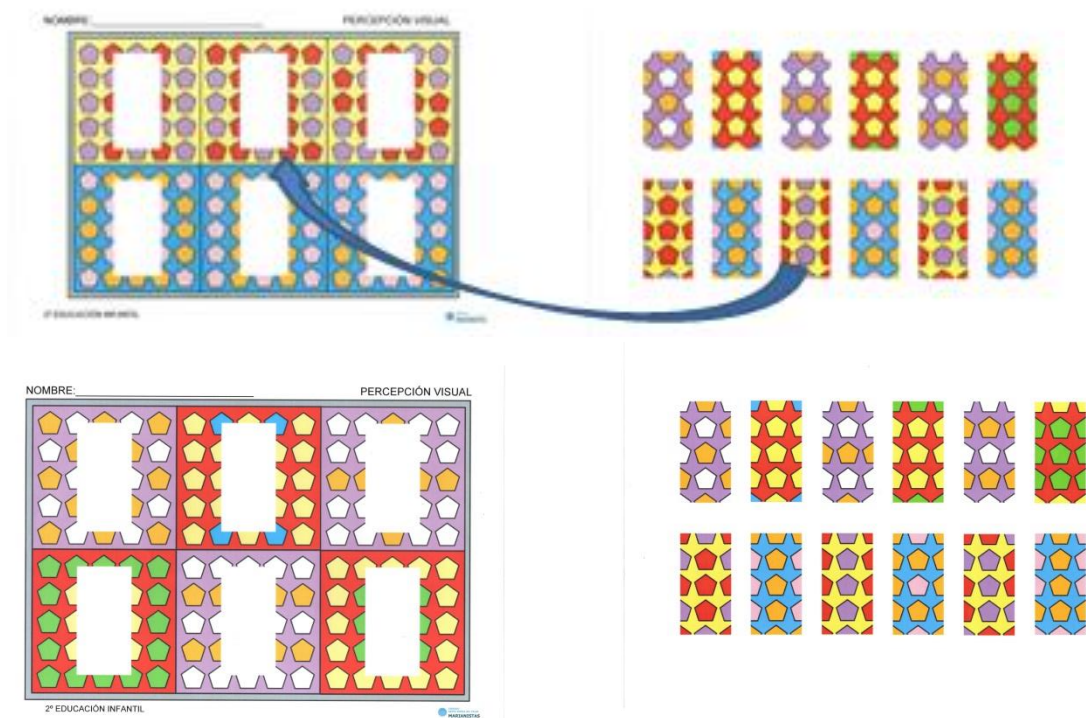 NOMBRE:
PERCEPCIÓN VISUAL
2º EDUCACIÓN INFANTIL
NOMBRE:
PERCEPCIÓN VISUAL
2º EDUCACIÓN INFANTIL
MARIANISTAS